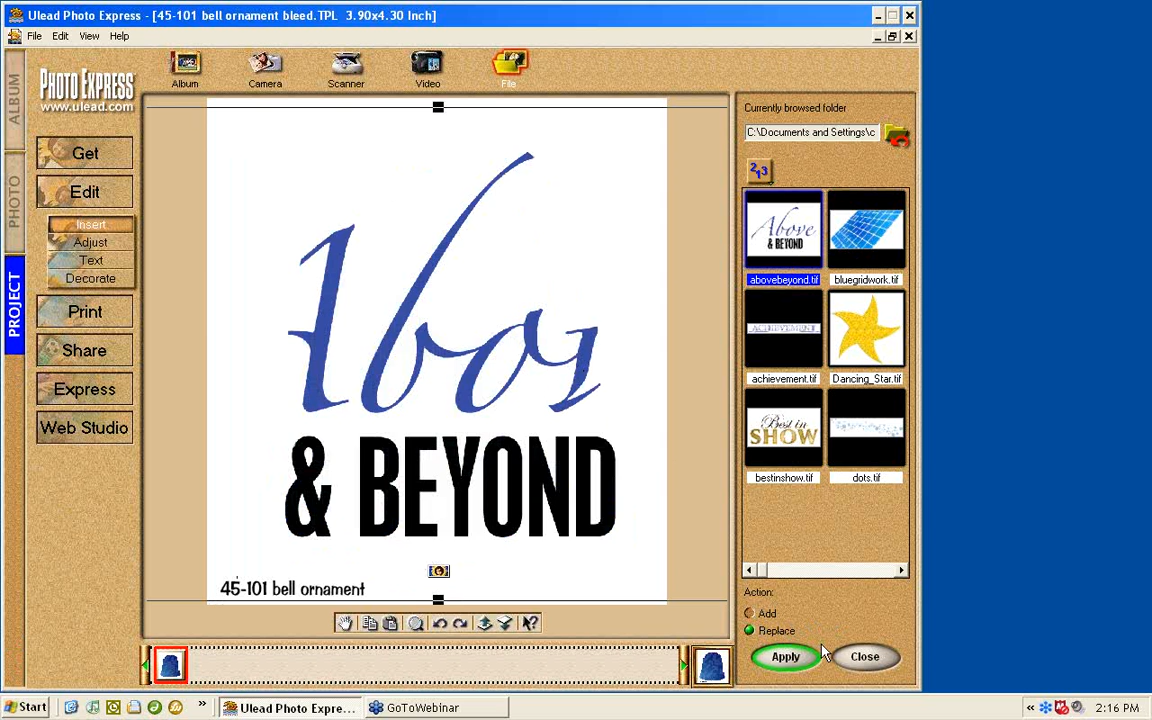 Ulead Photo Express - [45-101 bell ornament bleed.TPL 3.90x4.30 Inch]
File Edit View Help
ALBUM
PHOTO
PROJECT
PHOTO EXPRESS
www.ulead.com
Album Camera Scanner Video File
Get
Edit
Insert
Adjust
Text
Decorate
Print
Share
Express
Web Studio
& BEYOND
45-101 bell ornament
Currently browsed folder
C:\Documents and Settings\c
213
Above
& BEYOND
abovebeyond.tif bluegridwork.tif
ACHIEVEMENT
achievement.tif Dancing_Star.tif
Best in
SHOW
bestinshow.tif dots.tif
Action:
Add
Replace
Apply Close
Start » Ulead Photo Expre... GoToWebinar « 2:16 PM